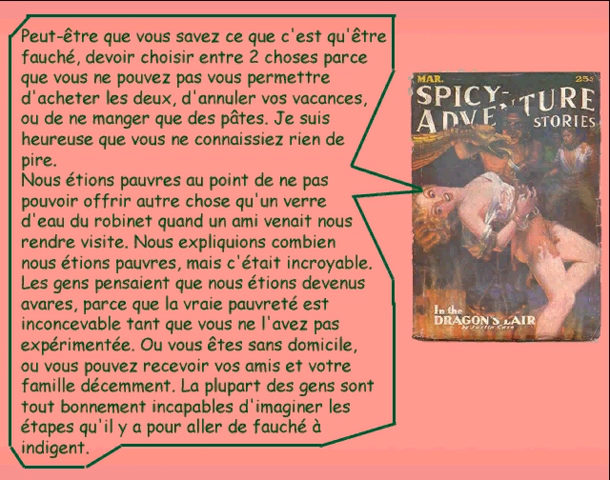 Peut-être que vous savez ce que c'est qu'être
fauché, devoir choisir entre 2 choses parce
que vous ne pouvez pas vous permettre
d'acheter les deux, d'annuler vos vacances,
ou de ne manger que des pâtes. Je suis
heureuse que vous ne connaissiez rien de
pire.
Nous étions pauvres au point de ne pas
pouvoir offrir autre chose qu'un verre
d'eau du robinet quand un ami venait nous
rendre visite. Nous expliquions combien
nous étions pauvres, mais c'était incroyable.
Les gens pensaient que nous étions devenus
avares, parce que la vraie pauvreté est
inconcevable tant que vous ne l'avez pas
expérimentée. Ou vous êtes sans domicile,
ou vous pouvez recevoir vos amis et votre
famille décemment. La plupart des gens sont
tout bonnement incapables d'imaginer les
étapes qu'il y a pour aller de fauché à
indigent.
MAR. 25¢
SPICY-
ADVENTURE
STORIES
In the
DRAGON'S LAIR
by Justin Case